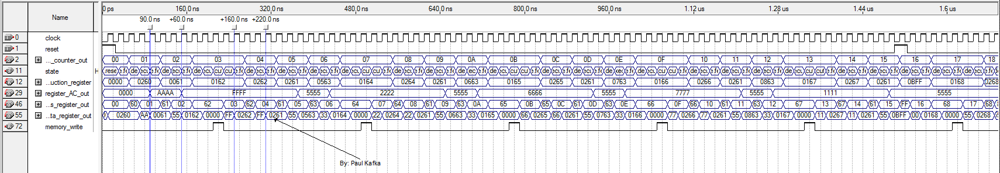 Name
0 ps 160.0 ns 320.0 ns 480.0 ns 640.0 ns 800.0 ns 960.0 ns 1.12 us 1.28 us 1.44 us 1.6 us
90.0 ns +60.0 ns +160.0 ns +220.0 ns
0 clock
1 reset
2 ..._counter_out 00 01 02 03 04 05 06 07 08 09 0A 0B 0C 0D 0E 0F 10 11 12 13 14 15 16 17 18
11 state H
12 ...uction_register 0000 0260 0061 0162 0262 0261 0563 0164 0264 0261 0663 0165 0265 0261 0763 0166 0266 0261 0863 0167 0267 0261 0BFF 0168 0268
29 register_AC_out 0000 AAAA FFFF 5555 2222 5555 6666 5555 7777 5555 1111 5555
46 ...s_register_out 00 60 01 61 02 62 03 62 04 61 05 63 06 64 07 64 08 61 09 63 0A 65 0B 65 0C 61 0D 63 0E 66 0F 66 10 61 11 63 12 67 13 67 14 61 15 FF 16 68 17 68
55 ...ta_register_out 0260 AA 0061 55 0162 0000 FF 0262 FF 0261 55 0563 33 0164 0000 22 0264 22 0261 55 0663 33 0165 0000 66 0265 66 0261 55 0763 33 0166 0000 77 0266 77 0261 55 0863 33 0167 0000 11 0267 11 0261 55 0BFF 00 0168 0000 55 0268
72 memory_write
By: Paul Kafka